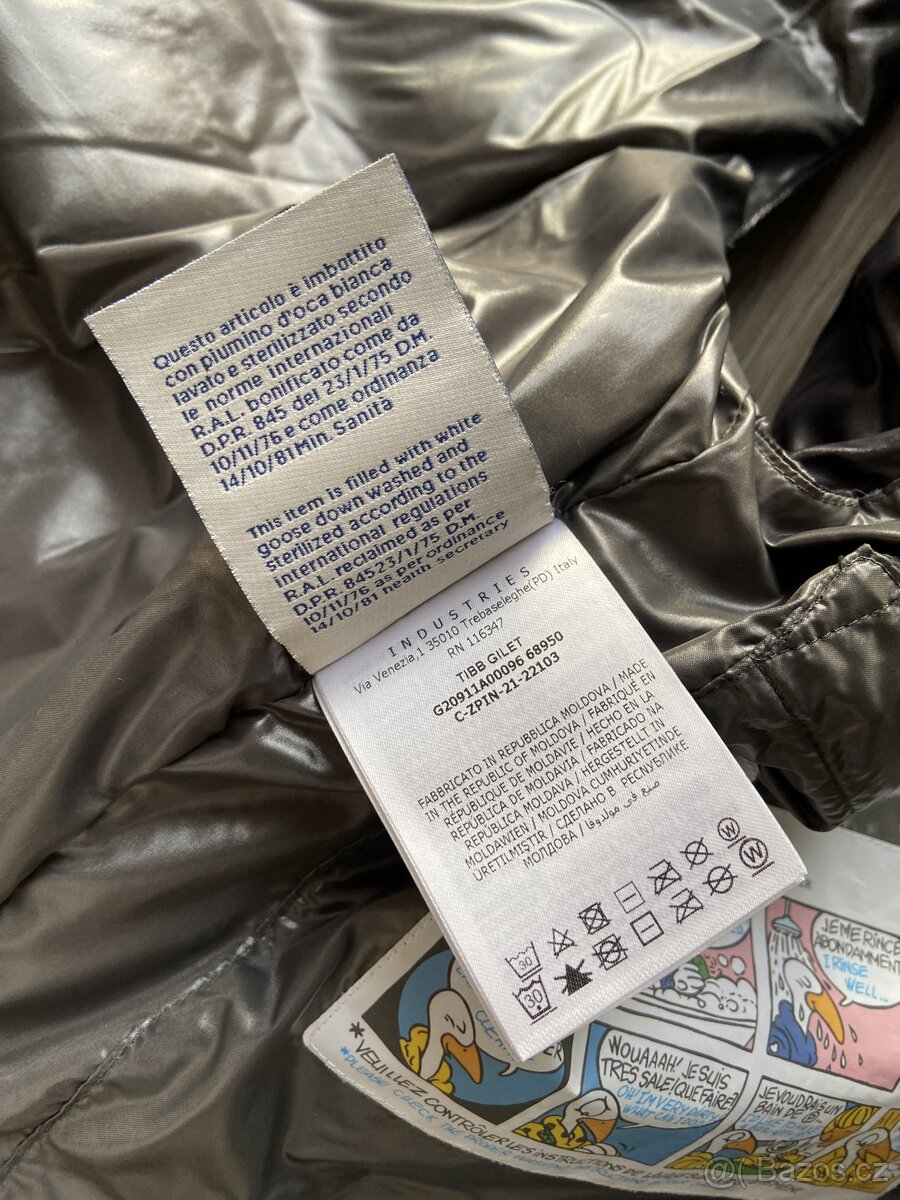 Questo articolo è imbottito
con piumino d'oca bianca
lavato e sterilizzato secondo
le norme internazionali
R.A.L. bonificato come da
D.P.R. 845 del 23/1/75 D.M.
10/11/76 e come ordinanza
14/10/81 Min. Sanità
This item is filled with white
goose down washed and
sterilized according to the
international regulations
R.A.L. reclaimed as per
D.P.R. 845 23/1/75 D.M.
10/11/76 as per ordinance
14/10/81 health secretary
INDUSTRIES
Via Venezia,1 35010 Trebaseleghe(PD) Italy
RN 116347
TIBB GILET
G20911A00096 68950
C-ZPIN-21-22103
FABBRICATO IN REPUBBLICA MOLDOVA / MADE
IN THE REPUBLIC OF MOLDOVA / FABRIQUÉ EN
RÉPUBLIQUE DE MOLDAVIE / HECHO EN LA
REPÚBLICA DE MOLDAVIA / FABRICADO NA
REPÚBLICA MOLDAVA / HERGESTELLT IN
MOLDAWIEN / MOLDOVA CUMHURIYETINDE
ÜRETILMIŞTIR / СДЕЛАНО В РЕСПУБЛИКЕ
МОЛДОВА / صنع في مولدوفا
30 W
30 W
JE ME RINCE
ABONDAMMENT
I RINSE
WELL...
WOUAAAH! JE SUIS
TRES SALE! QUE FAIRE?
OH! I'M VERY DIRTY
JE VOUDRAIS UN
BAIN DE
*VEUILLEZ CONTRÔLER LES INSTRUCTIONS DE
*PLEASE CHECK THE PROPER
@( Bazos.cz